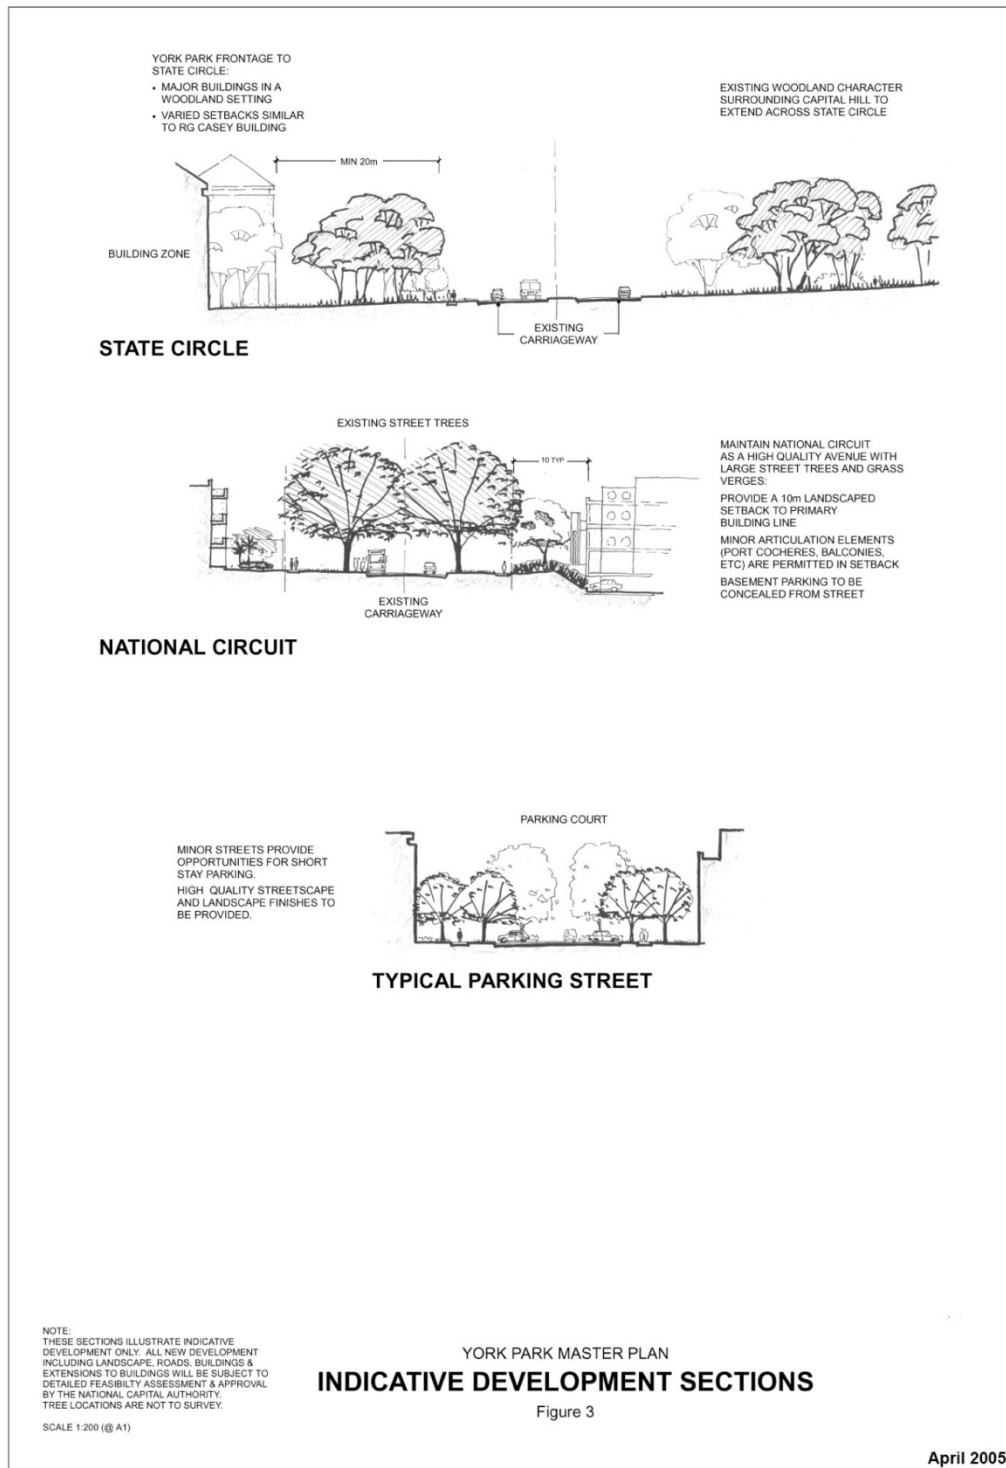 YORK PARK FRONTAGE TO
STATE CIRCLE:
• MAJOR BUILDINGS IN A
WOODLAND SETTING
• VARIED SETBACKS SIMILAR
TO RG CASEY BUILDING
EXISTING WOODLAND CHARACTER
SURROUNDING CAPITAL HILL TO
EXTEND ACROSS STATE CIRCLE
MIN 20m
BUILDING ZONE
EXISTING
CARRIAGEWAY
STATE CIRCLE
EXISTING STREET TREES
10 TYP
MAINTAIN NATIONAL CIRCUIT
AS A HIGH QUALITY AVENUE WITH
LARGE STREET TREES AND GRASS
VERGES:
PROVIDE A 10m LANDSCAPED
SETBACK TO PRIMARY
BUILDING LINE
MINOR ARTICULATION ELEMENTS
(PORT COCHERES, BALCONIES,
ETC) ARE PERMITTED IN SETBACK
BASEMENT PARKING TO BE
CONCEALED FROM STREET
EXISTING
CARRIAGEWAY
NATIONAL CIRCUIT
PARKING COURT
MINOR STREETS PROVIDE
OPPORTUNITIES FOR SHORT
STAY PARKING.
HIGH QUALITY STREETSCAPE
AND LANDSCAPE FINISHES TO
BE PROVIDED.
TYPICAL PARKING STREET
NOTE:
THESE SECTIONS ILLUSTRATE INDICATIVE
DEVELOPMENT ONLY. ALL NEW DEVELOPMENT
INCLUDING LANDSCAPE, ROADS, BUILDINGS &
EXTENSIONS TO BUILDINGS WILL BE SUBJECT TO
DETAILED FEASIBILTY ASSESSMENT & APPROVAL
BY THE NATIONAL CAPITAL AUTHORITY.
TREE LOCATIONS ARE NOT TO SURVEY.
SCALE 1:200 (@ A1)
YORK PARK MASTER PLAN
INDICATIVE DEVELOPMENT SECTIONS
Figure 3
April 2005